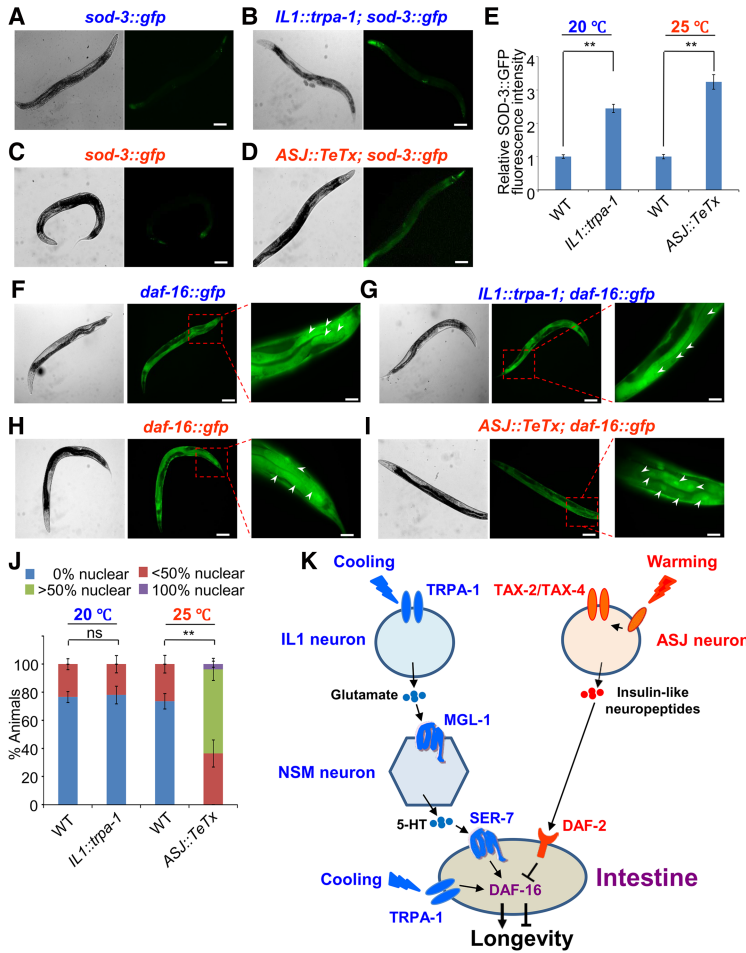 A
sod-3::gfp
B
IL1::trpa-1; sod-3::gfp
C
sod-3::gfp
D
ASJ::TeTx; sod-3::gfp
E
20 ℃
25 ℃
**
**
Relative SOD-3::GFP
fluorescence intensity
4
3
2
1
0
WT
IL1::trpa-1
WT
ASJ::TeTx
F
daf-16::gfp
G
IL1::trpa-1; daf-16::gfp
H
daf-16::gfp
I
ASJ::TeTx; daf-16::gfp
J
0% nuclear
<50% nuclear
>50% nuclear
100% nuclear
20 ℃
25 ℃
ns
**
% Animals
100
80
60
40
20
0
WT
IL1::trpa-1
WT
ASJ::TeTx
K
Cooling
Warming
TRPA-1
TAX-2/TAX-4
IL1 neuron
ASJ neuron
Glutamate
Insulin-like
neuropeptides
MGL-1
NSM neuron
5-HT
SER-7
DAF-2
Cooling
DAF-16
Intestine
TRPA-1
Longevity